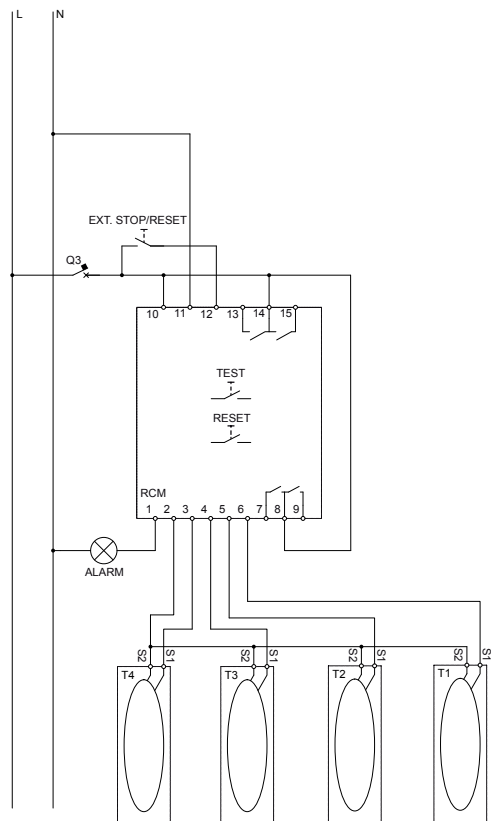 L N
EXT. STOP/RESET
Q3
10 11 12 13 14 15
TEST
RESET
RCM
1 2 3 4 5 6 7 8 9
ALARM
S2 S1 S2 S1 S2 S1 S2 S1
T4 T3 T2 T1